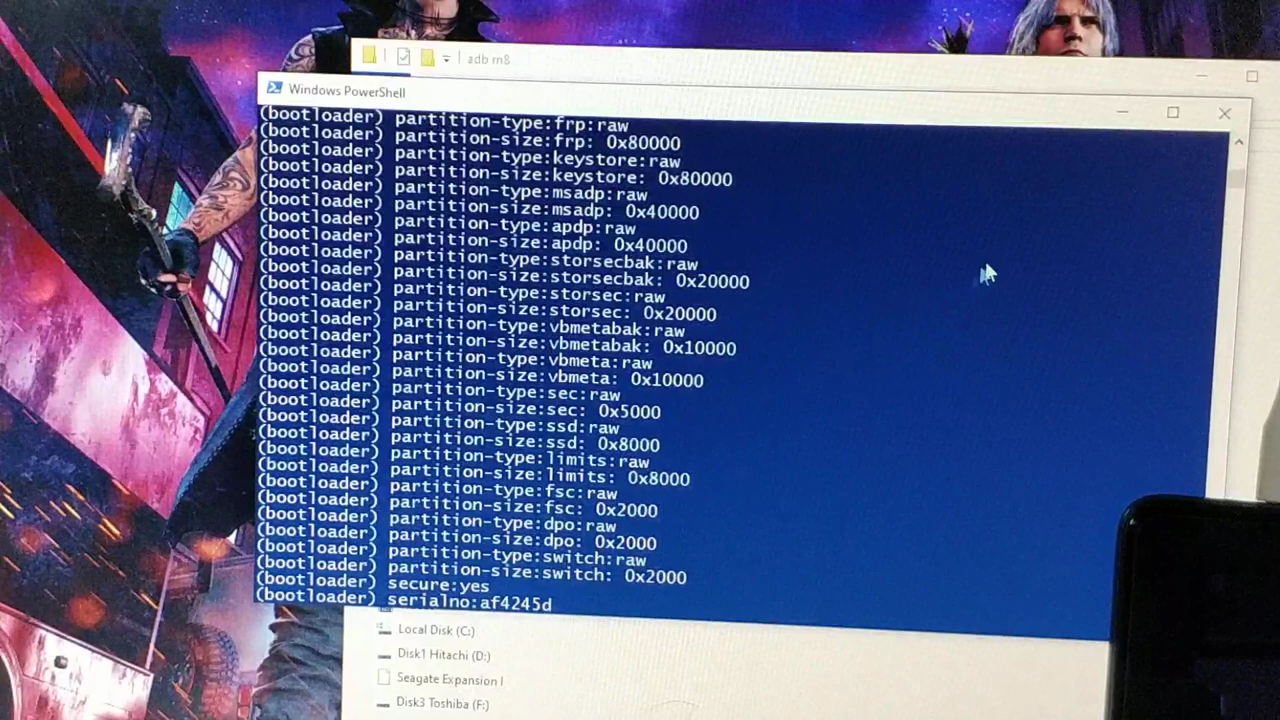 adb rn8
Windows PowerShell
(bootloader) partition-type:frp:raw
(bootloader) partition-size:frp: 0x80000
(bootloader) partition-type:keystore:raw
(bootloader) partition-size:keystore: 0x80000
(bootloader) partition-type:msadp:raw
(bootloader) partition-size:msadp: 0x40000
(bootloader) partition-type:apdp:raw
(bootloader) partition-size:apdp: 0x40000
(bootloader) partition-type:storsecbak:raw
(bootloader) partition-size:storsecbak: 0x20000
(bootloader) partition-type:storsec:raw
(bootloader) partition-size:storsec: 0x20000
(bootloader) partition-type:vbmetabak:raw
(bootloader) partition-size:vbmetabak: 0x10000
(bootloader) partition-type:vbmeta:raw
(bootloader) partition-size:vbmeta: 0x10000
(bootloader) partition-type:sec:raw
(bootloader) partition-size:sec: 0x5000
(bootloader) partition-type:ssd:raw
(bootloader) partition-size:ssd: 0x8000
(bootloader) partition-type:limits:raw
(bootloader) partition-size:limits: 0x8000
(bootloader) partition-type:fsc:raw
(bootloader) partition-size:fsc: 0x2000
(bootloader) partition-type:dpo:raw
(bootloader) partition-size:dpo: 0x2000
(bootloader) partition-type:switch:raw
(bootloader) partition-size:switch: 0x2000
(bootloader) secure:yes
(bootloader) serialno:af4245d
Local Disk (C:)
Disk1 Hitachi (D:)
Seagate Expansion
Disk3 Toshiba (F:)